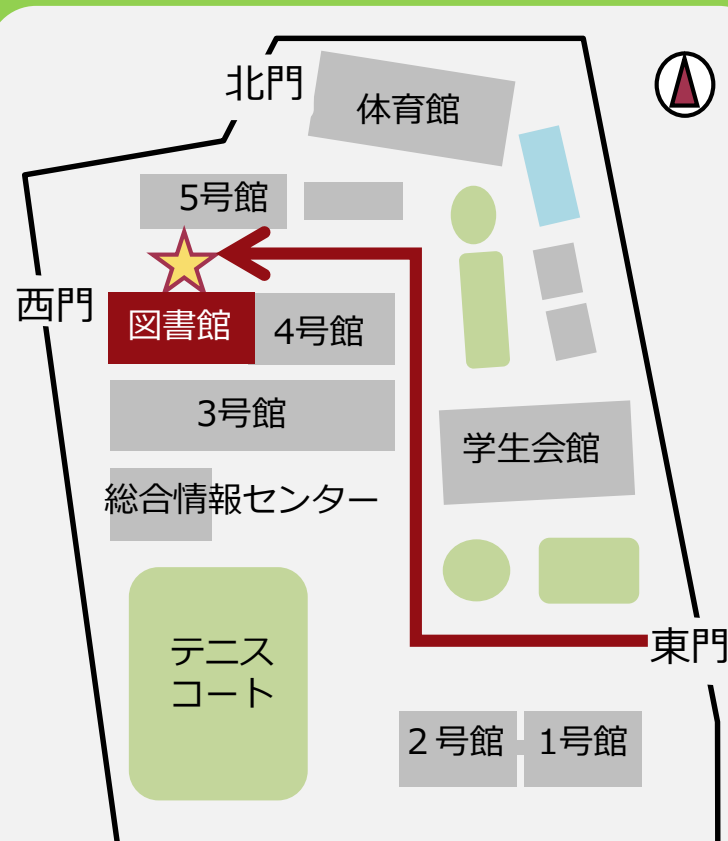 北門
体育館
5号館
西門
図書館
4号館
3号館
学生会館
総合情報センター
テニス
コート
東門
２号館
1号館